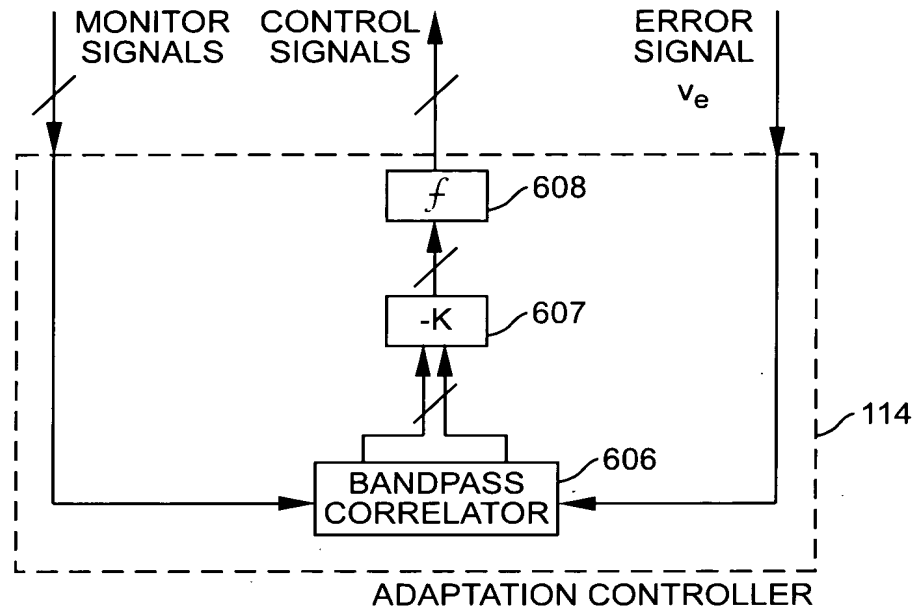 MONITOR
SIGNALS
CONTROL
SIGNALS
ERROR
SIGNAL
ve
f
608
-K
607
114
606
BANDPASS
CORRELATOR
ADAPTATION CONTROLLER